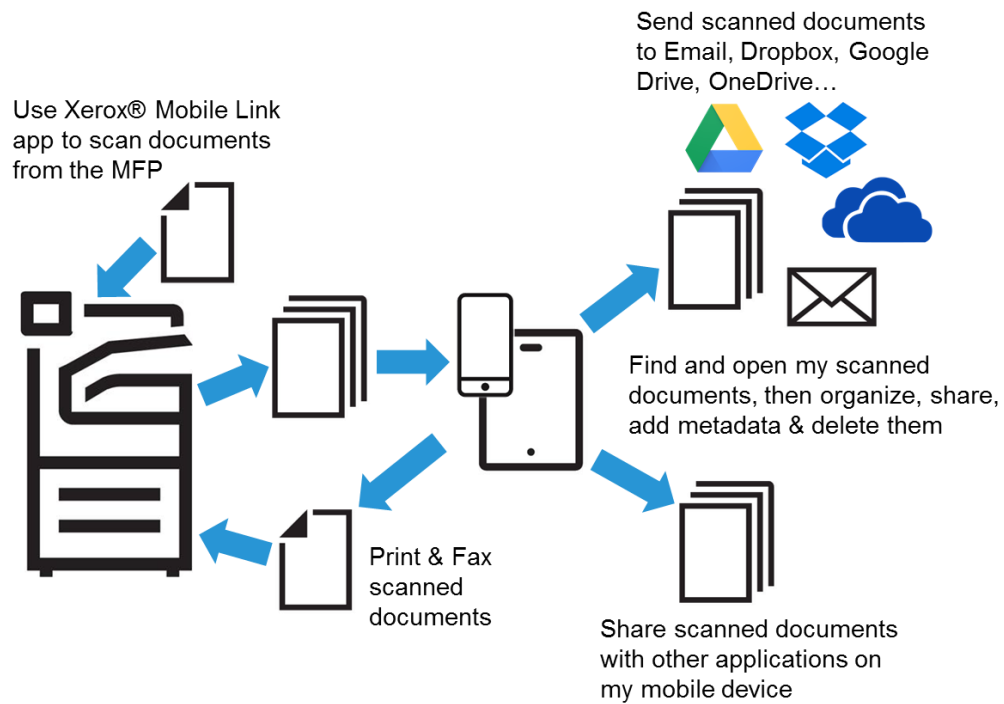 Send scanned documents
to Email, Dropbox, Google
Drive, OneDrive…
Use Xerox® Mobile Link
app to scan documents
from the MFP
Find and open my scanned
documents, then organize, share,
add metadata & delete them
Print & Fax
scanned
documents
Share scanned documents
with other applications on
my mobile device